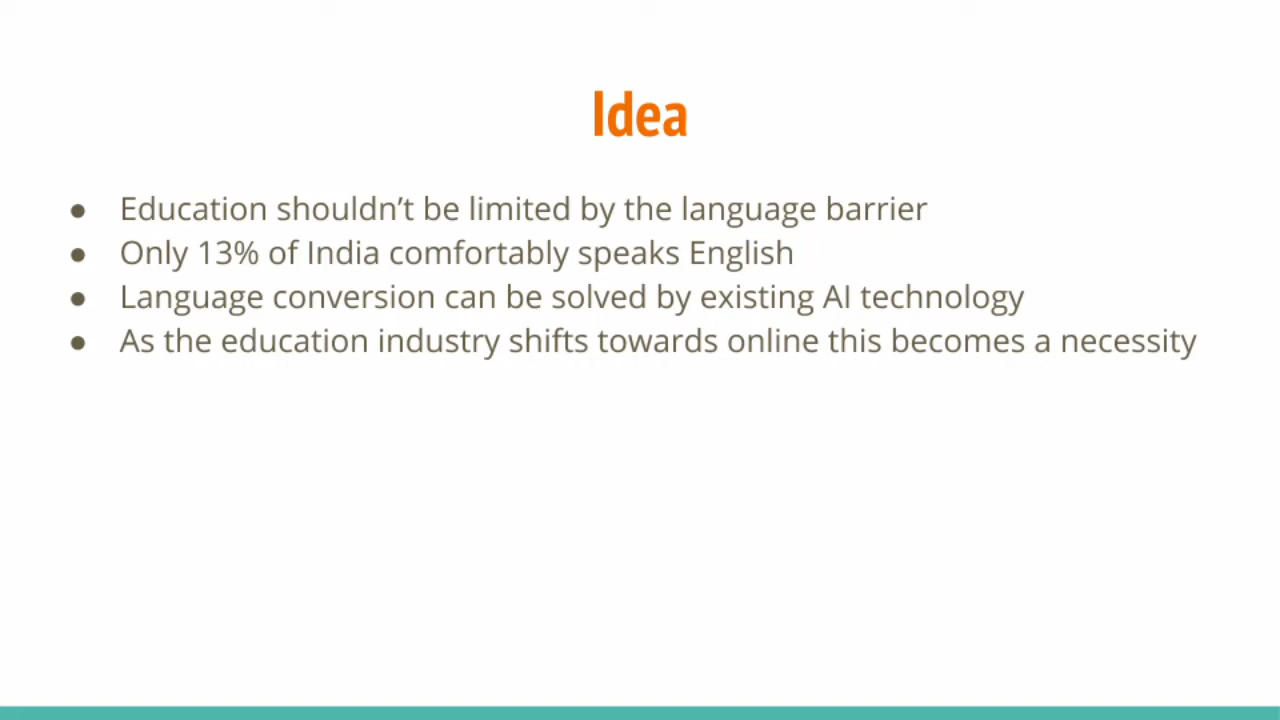 Idea
● Education shouldn’t be limited by the language barrier
● Only 13% of India comfortably speaks English
● Language conversion can be solved by existing AI technology
● As the education industry shifts towards online this becomes a necessity